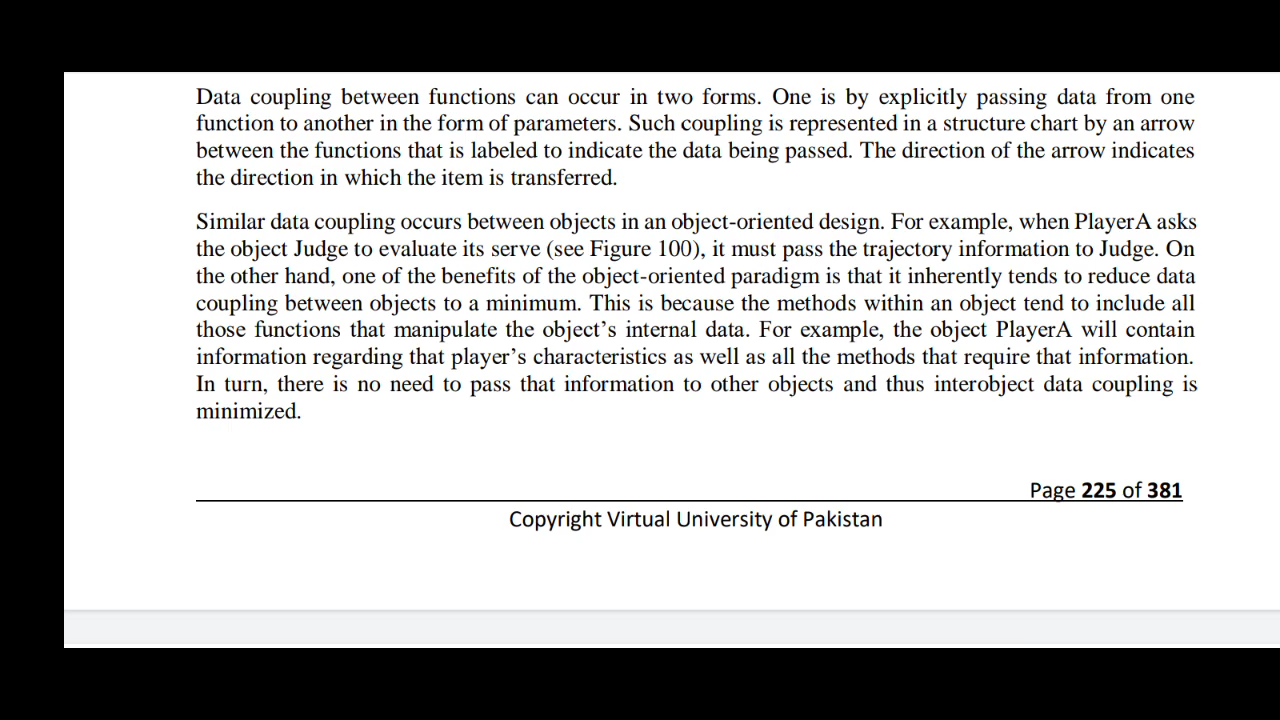 Data coupling between functions can occur in two forms. One is by explicitly passing data from one
function to another in the form of parameters. Such coupling is represented in a structure chart by an arrow
between the functions that is labeled to indicate the data being passed. The direction of the arrow indicates
the direction in which the item is transferred.
Similar data coupling occurs between objects in an object-oriented design. For example, when PlayerA asks
the object Judge to evaluate its serve (see Figure 100), it must pass the trajectory information to Judge. On
the other hand, one of the benefits of the object-oriented paradigm is that it inherently tends to reduce data
coupling between objects to a minimum. This is because the methods within an object tend to include all
those functions that manipulate the object’s internal data. For example, the object PlayerA will contain
information regarding that player’s characteristics as well as all the methods that require that information.
In turn, there is no need to pass that information to other objects and thus interobject data coupling is
minimized.
Page 225 of 381
Copyright Virtual University of Pakistan